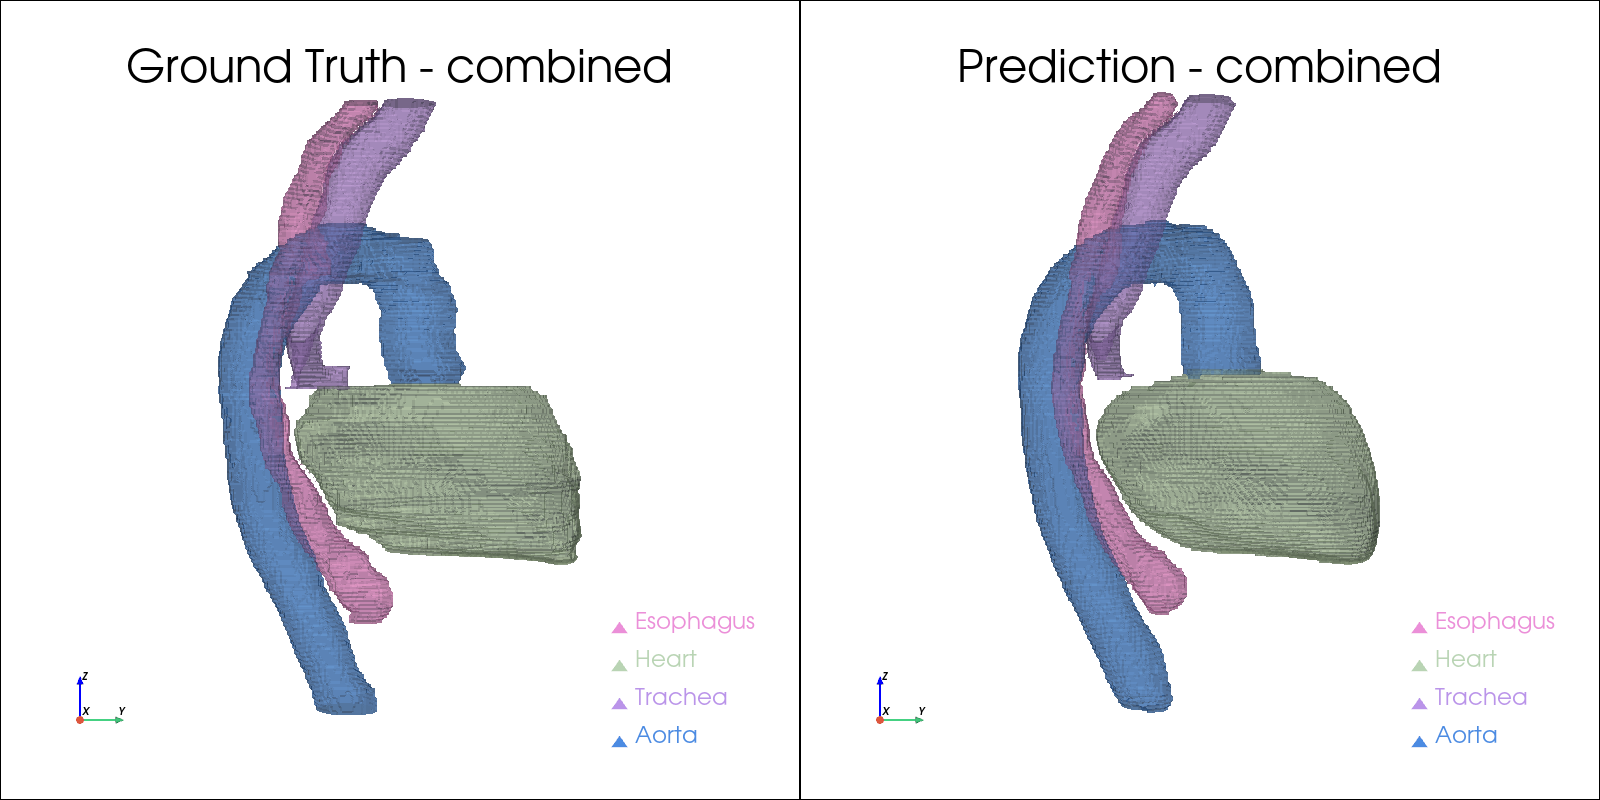 Ground Truth - combined
Esophagus
Heart
Trachea
Aorta
Z
X
Y
Prediction - combined
Esophagus
Heart
Trachea
Aorta
Z
X
Y